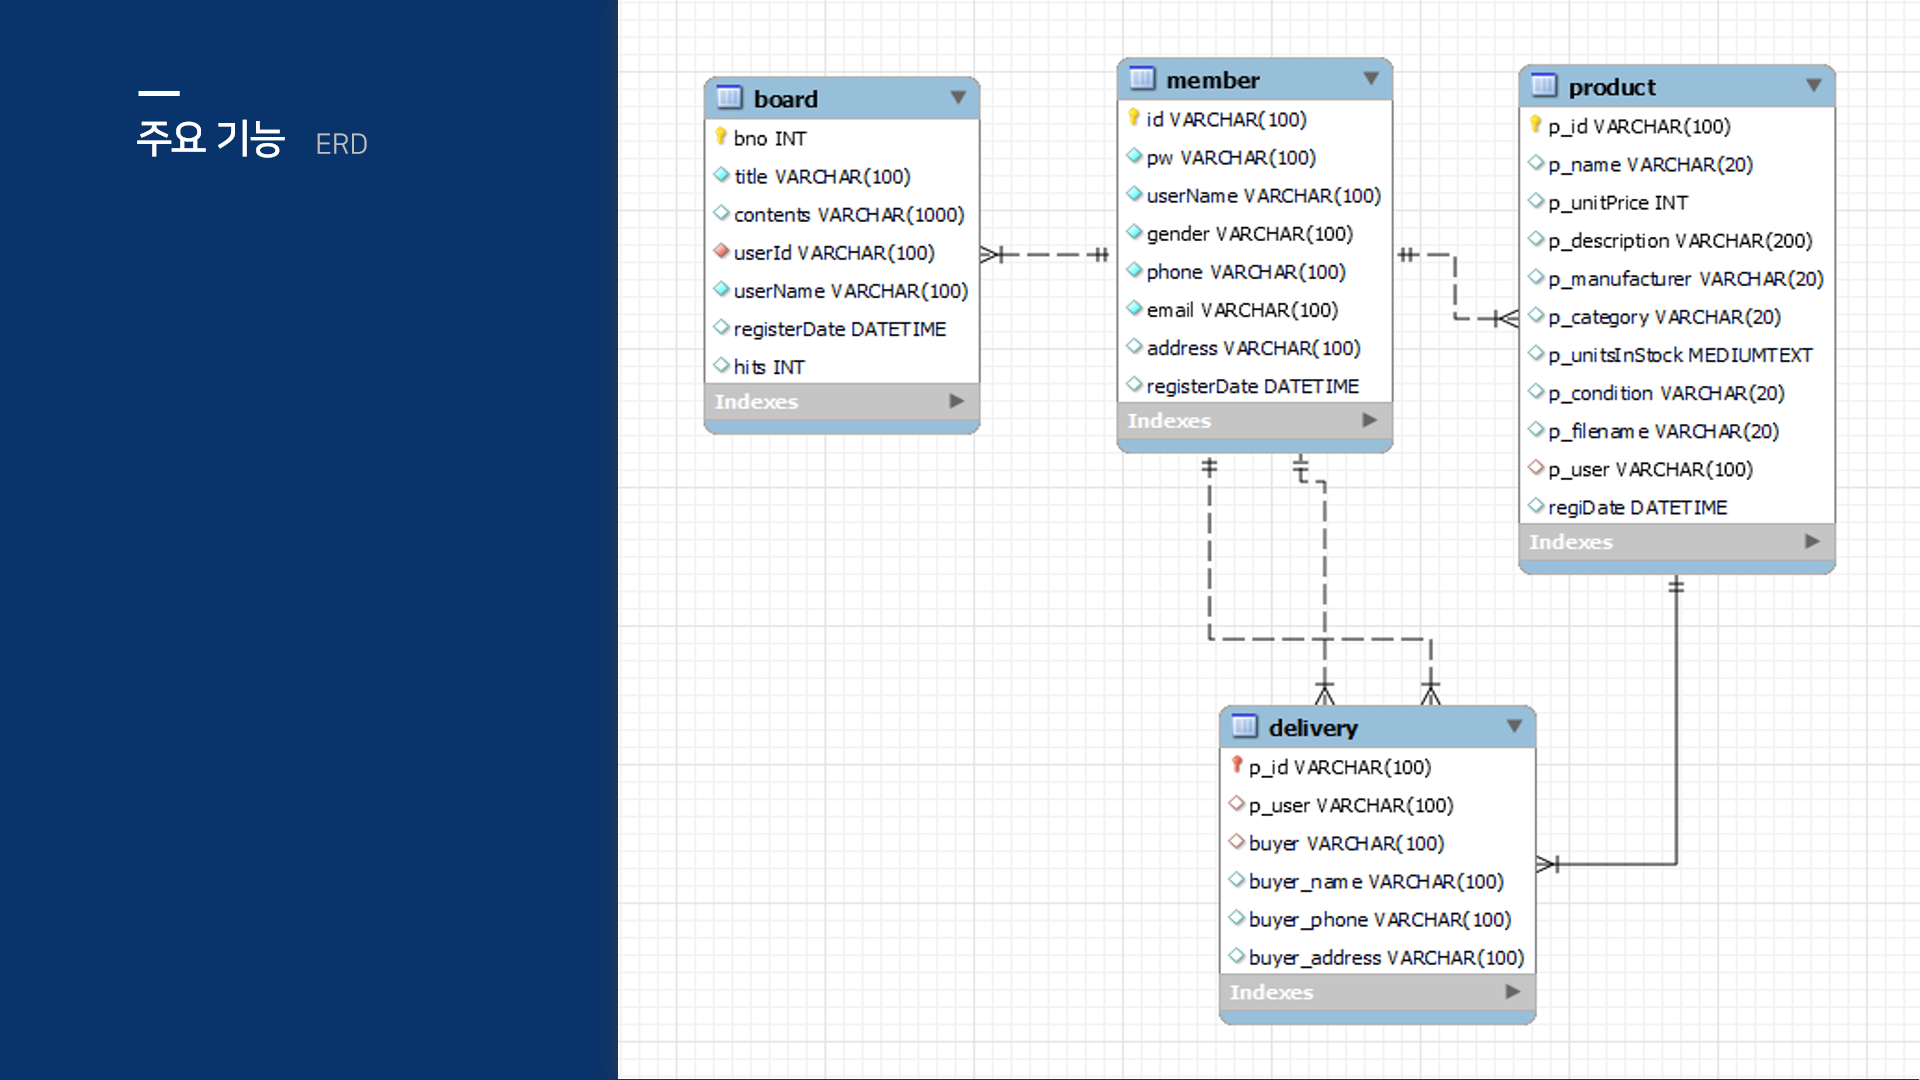 주요 기능 ERD
board
bno INT
title VARCHAR(100)
contents VARCHAR(1000)
userId VARCHAR(100)
userName VARCHAR(100)
registerDate DATETIME
hits INT
Indexes
member
id VARCHAR(100)
pw VARCHAR(100)
userName VARCHAR(100)
gender VARCHAR(100)
phone VARCHAR(100)
email VARCHAR(100)
address VARCHAR(100)
registerDate DATETIME
Indexes
product
p_id VARCHAR(100)
p_name VARCHAR(20)
p_unitPrice INT
p_description VARCHAR(200)
p_manufacturer VARCHAR(20)
p_category VARCHAR(20)
p_unitsInStock MEDIUMTEXT
p_condition VARCHAR(20)
p_filename VARCHAR(20)
p_user VARCHAR(100)
regiDate DATETIME
Indexes
delivery
p_id VARCHAR(100)
p_user VARCHAR(100)
buyer VARCHAR(100)
buyer_name VARCHAR(100)
buyer_phone VARCHAR(100)
buyer_address VARCHAR(100)
Indexes